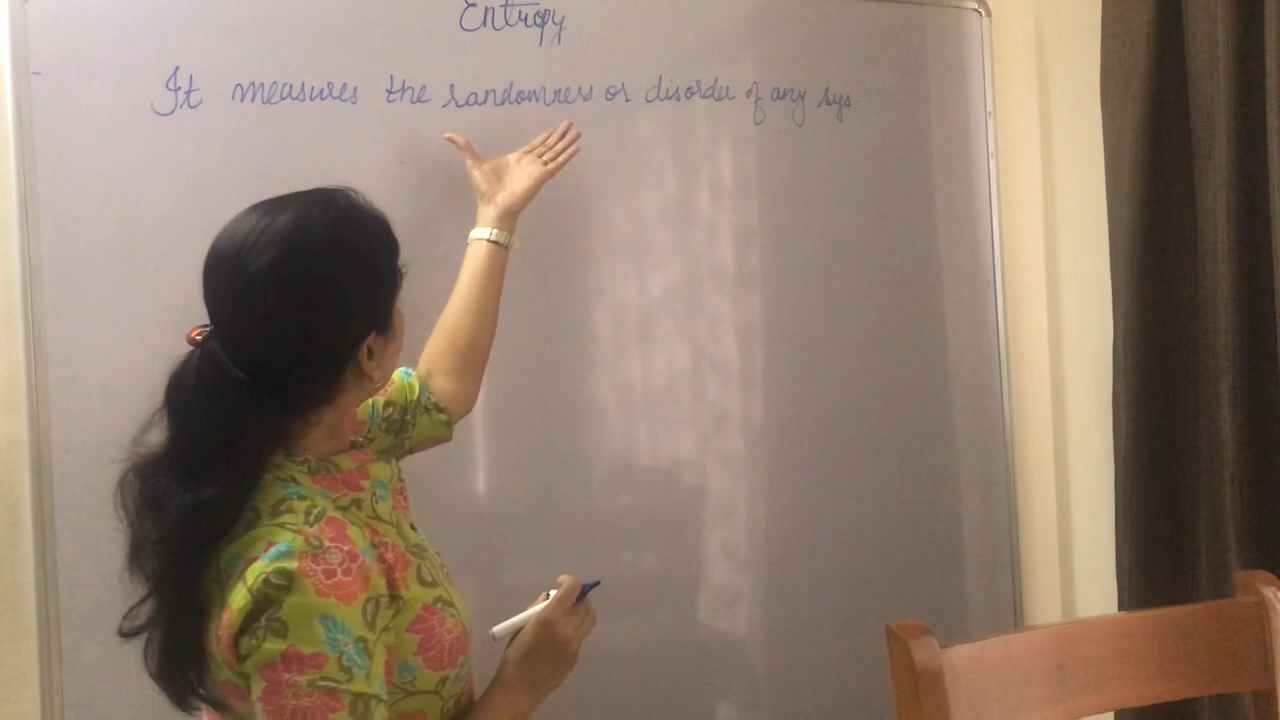 Entropy
It measures the randomness or disorder of any sys.